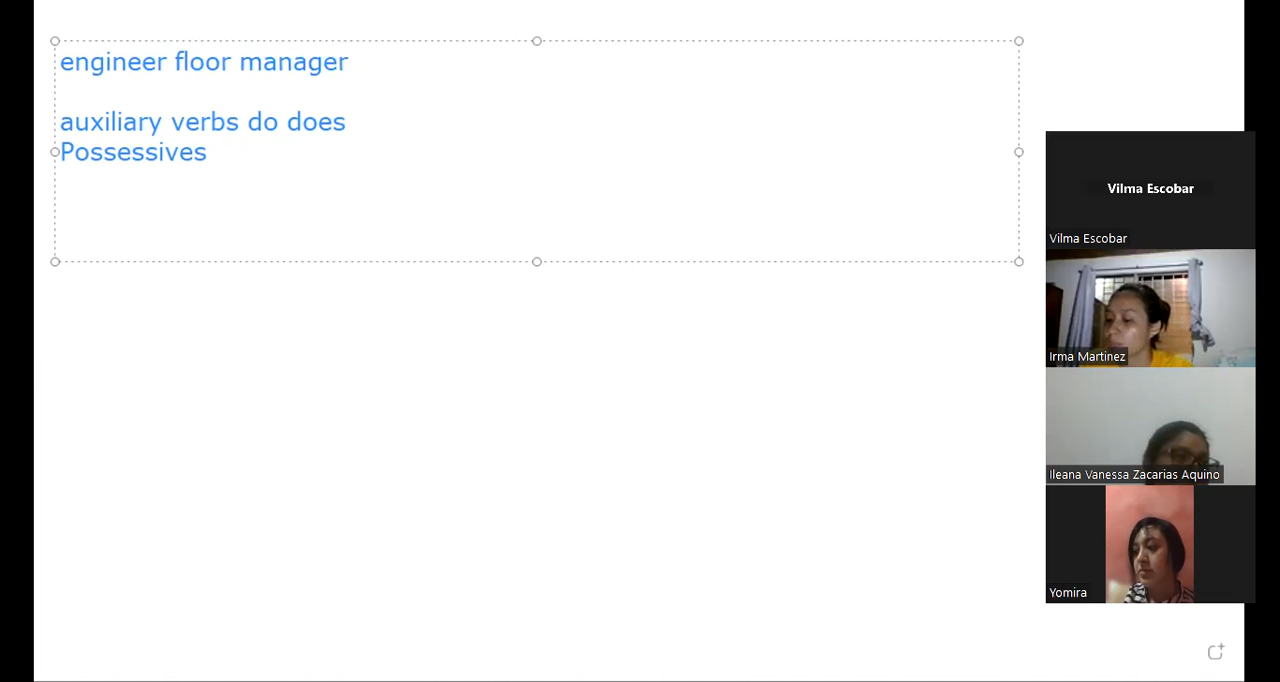 engineer floor manager
auxiliary verbs do does
Possessives
Vilma Escobar
Vilma Escobar
Irma Martinez
Ileana Vanessa Zacarias Aquino
Yomira